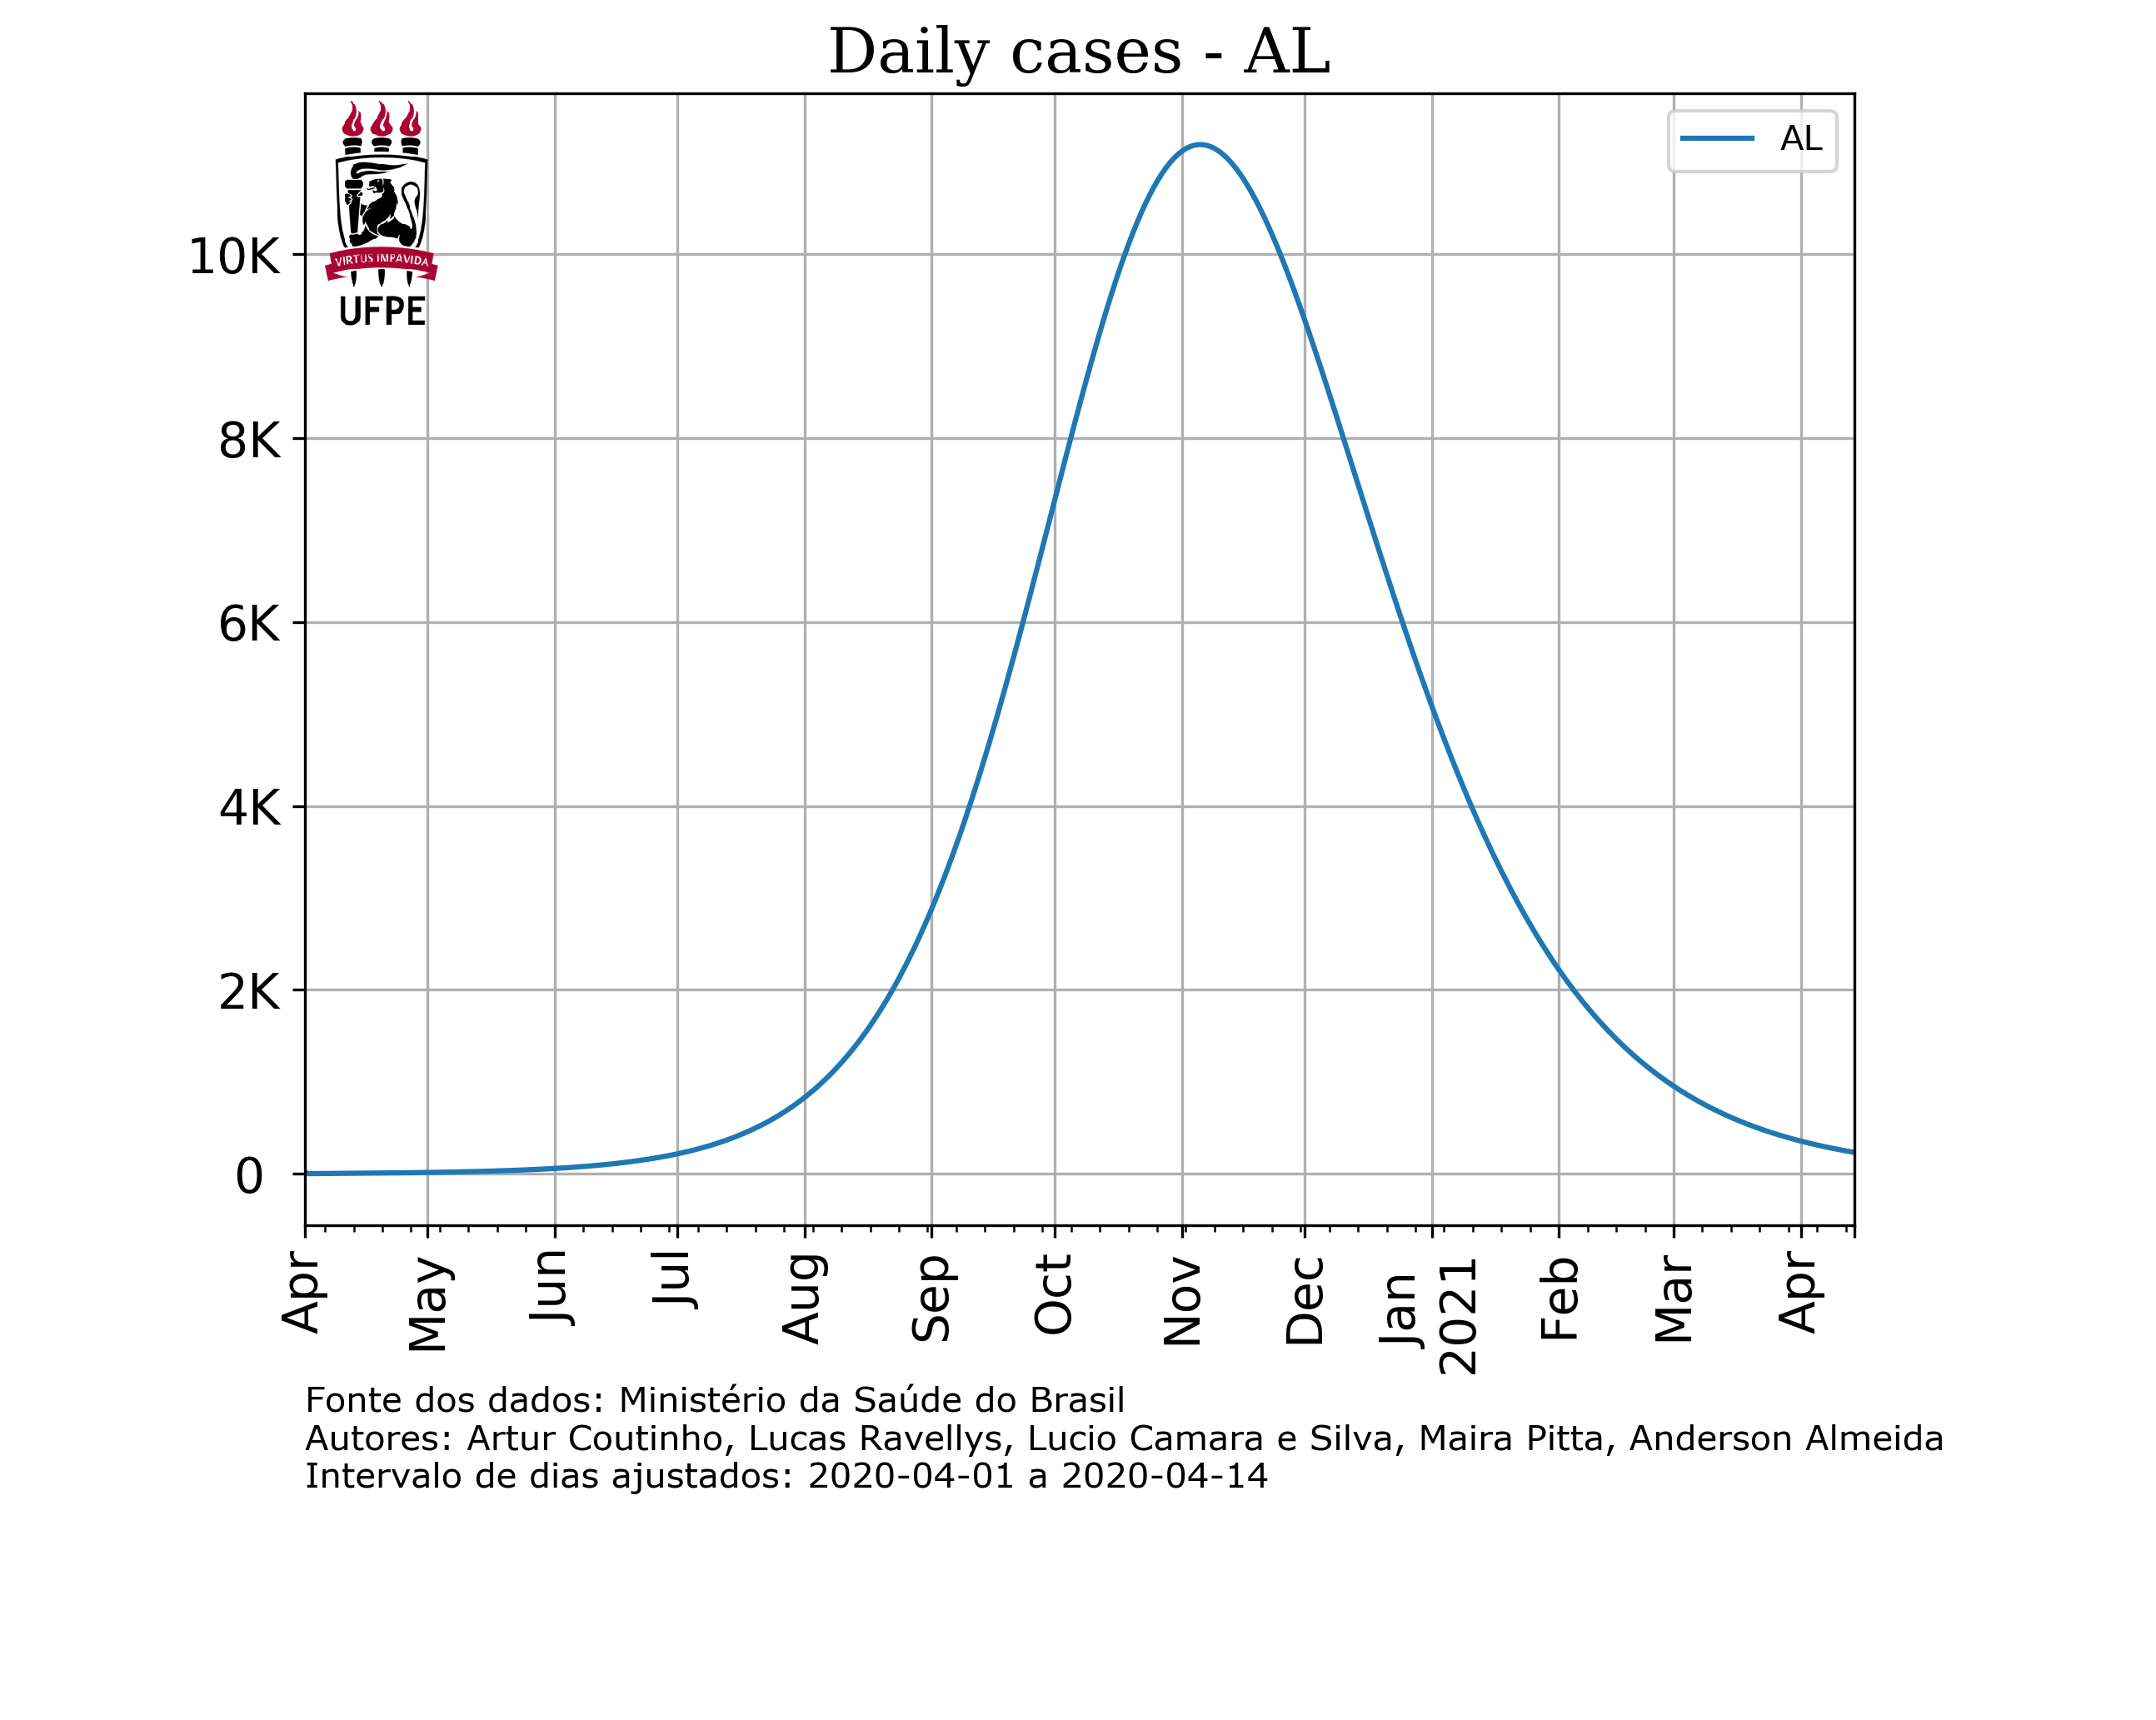 Daily cases - AL
AL
VIRTUS IMPAVIDA
UFPE
10K
8K
6K
4K
2K
0
Apr
May
Jun
Jul
Aug
Sep
Oct
Nov
Dec
Jan
2021
Feb
Mar
Apr
Fonte dos dados: Ministério da Saúde do Brasil
Autores: Artur Coutinho, Lucas Ravellys, Lucio Camara e Silva, Maira Pitta, Anderson Almeida
Intervalo de dias ajustados: 2020-04-01 a 2020-04-14